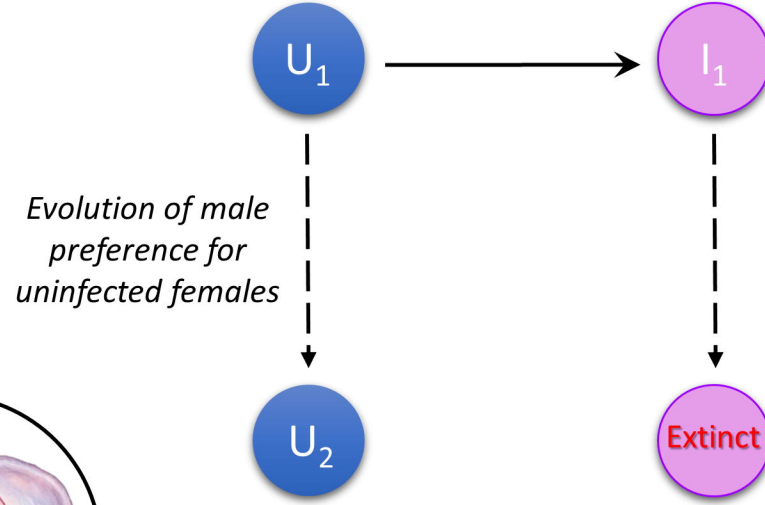 U₁
I₁
Evolution of male
preference for
uninfected females
U₂
Extinct